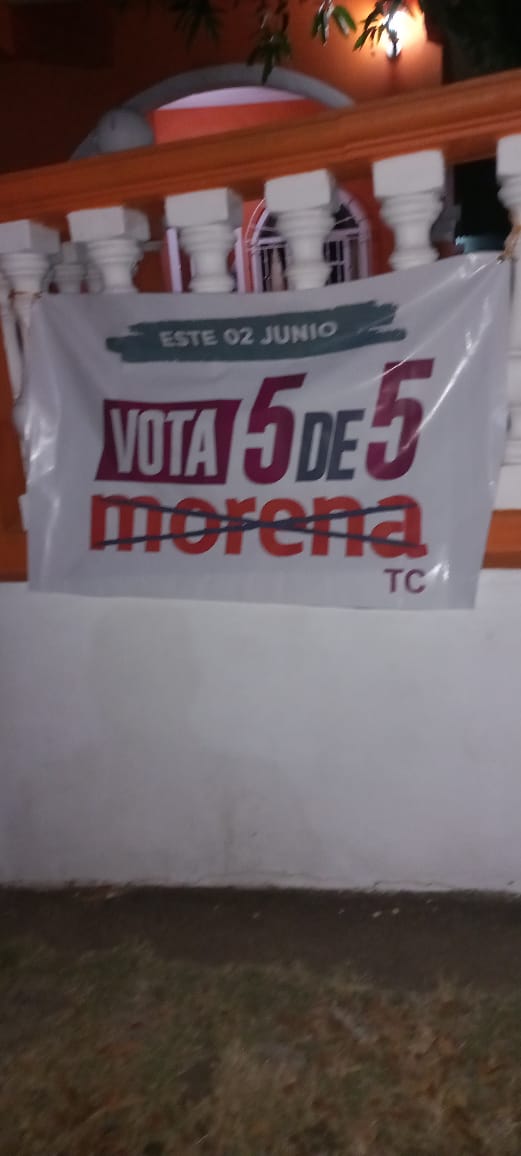 ESTE 02 JUNIO
VOTA 5 DE 5
morena
TC